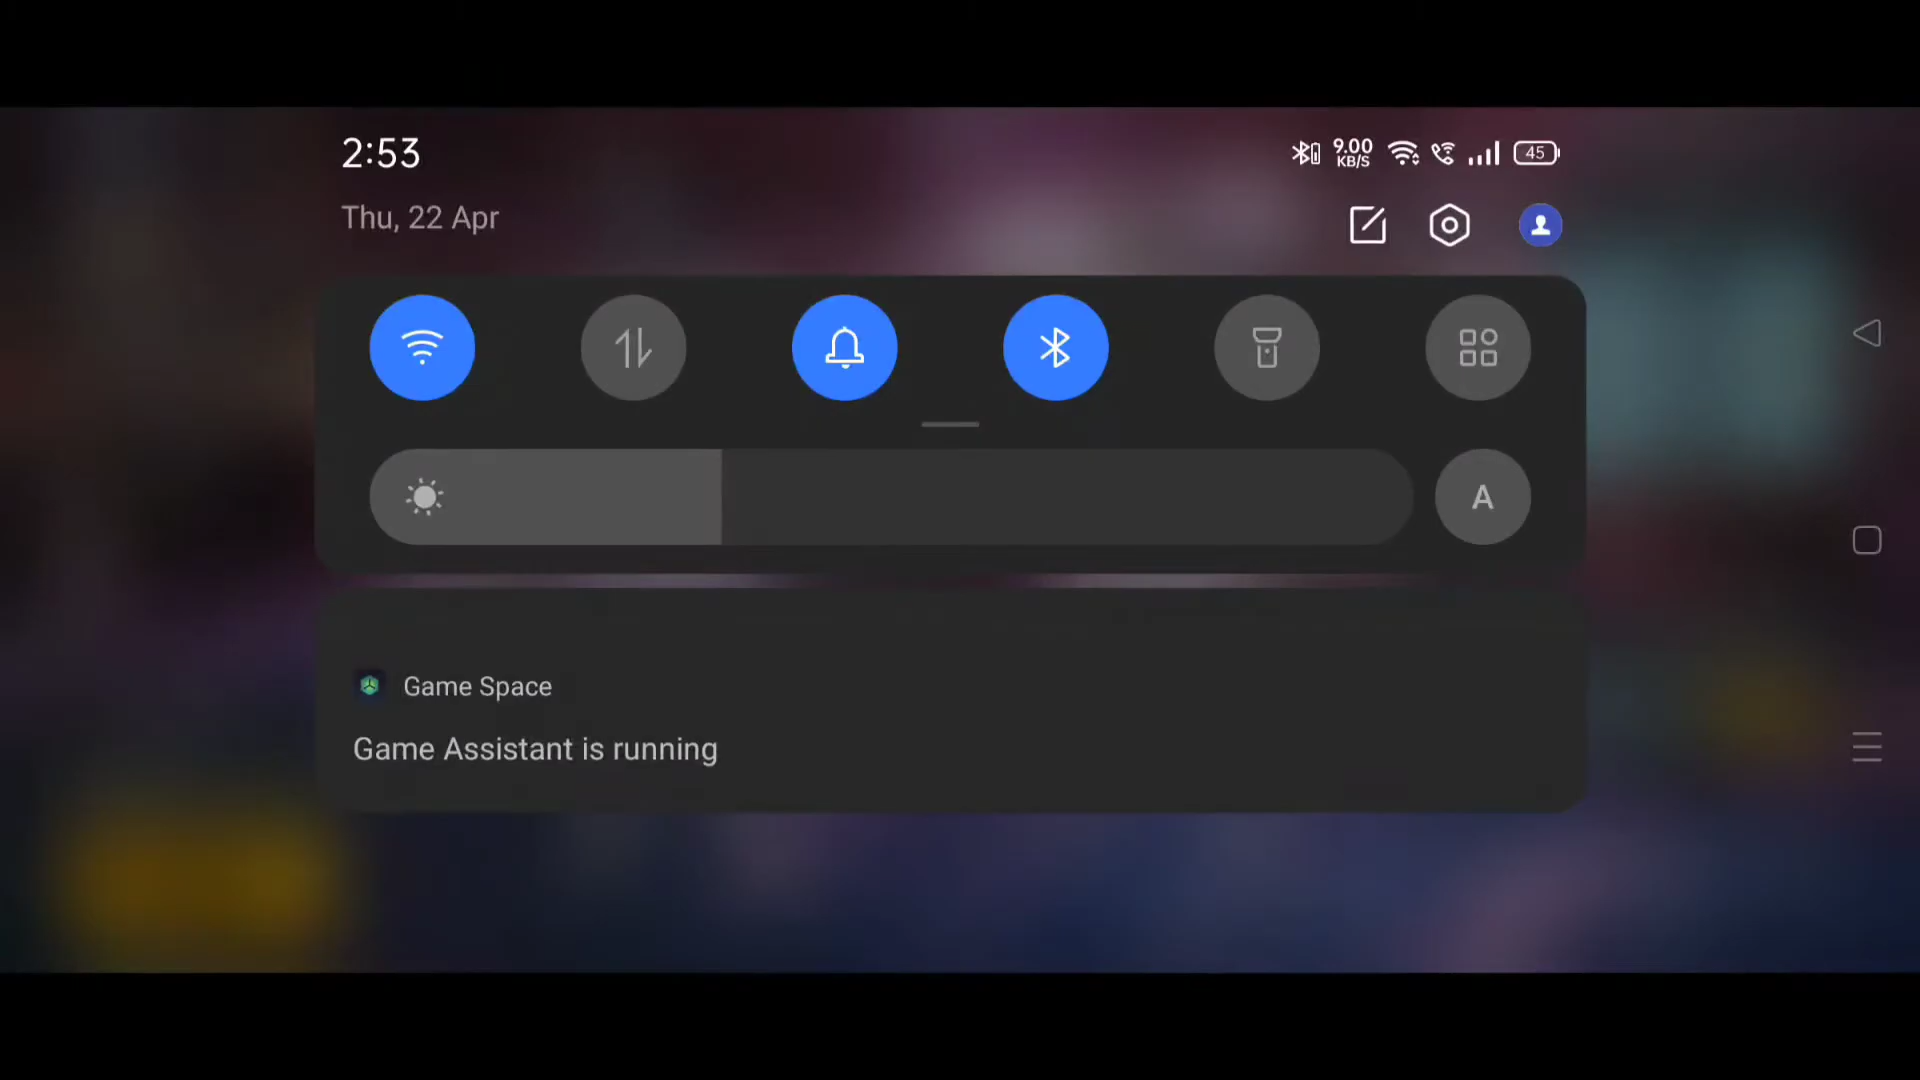 2:53
9.00
KB/S
45
Thu, 22 Apr
A
Game Space
Game Assistant is running